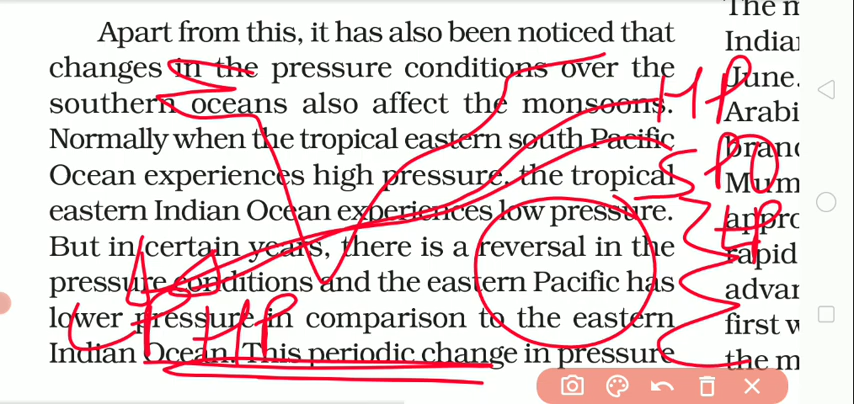 Apart from this, it has also been noticed that
changes in the pressure conditions over the
southern oceans also affect the monsoons.
Normally when the tropical eastern south Pacific
Ocean experiences high pressure, the tropical
eastern Indian Ocean experiences low pressure.
But in certain years, there is a reversal in the
pressure conditions and the eastern Pacific has
lower pressure in comparison to the eastern
Indian Ocean. This periodic change in pressure
The m
India
June.
Arabi
branc
Mum
appro
rapid
advan
first w
the m
HP
PO
HP